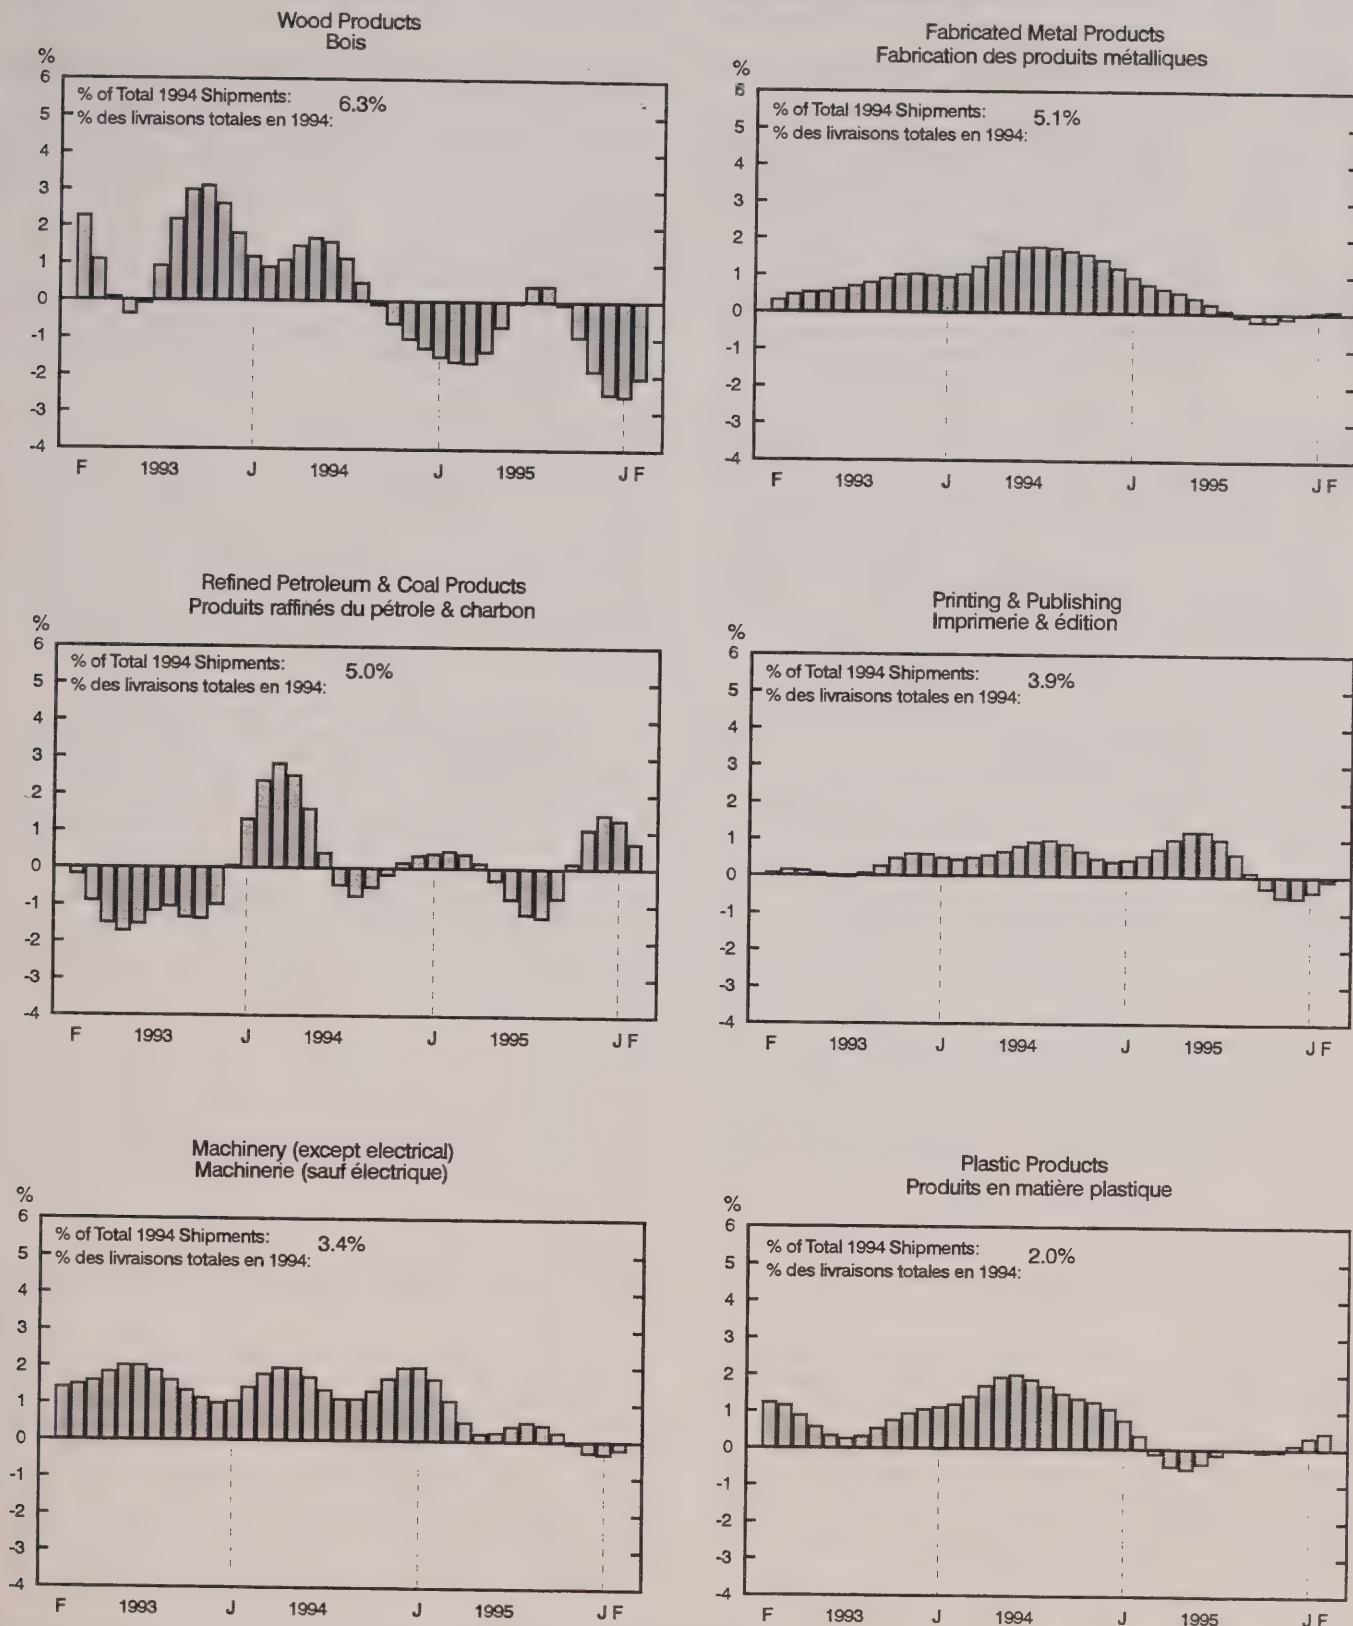 Wood Products
Bois
%
6
5
4
3
2
1
0
-1
-2
-3
-4
% of Total 1994 Shipments: 6.3%
% des livraisons totales en 1994:
F 1993 J 1994 J 1995 J F
Fabricated Metal Products
Fabrication des produits métalliques
%
6
5
4
3
2
1
0
-1
-2
-3
-4
% of Total 1994 Shipments: 5.1%
% des livraisons totales en 1994:
F 1993 J 1994 J 1995 J F
Refined Petroleum & Coal Products
Produits raffinés du pétrole & charbon
%
6
5
4
3
2
1
0
-1
-2
-3
-4
% of Total 1994 Shipments: 5.0%
% des livraisons totales en 1994:
F 1993 J 1994 J 1995 J F
Printing & Publishing
Imprimerie & édition
%
6
5
4
3
2
1
0
-1
-2
-3
-4
% of Total 1994 Shipments: 3.9%
% des livraisons totales en 1994:
F 1993 J 1994 J 1995 J F
Machinery (except electrical)
Machinerie (sauf électrique)
%
6
5
4
3
2
1
0
-1
-2
-3
-4
% of Total 1994 Shipments: 3.4%
% des livraisons totales en 1994:
F 1993 J 1994 J 1995 J F
Plastic Products
Produits en matière plastique
%
6
5
4
3
2
1
0
-1
-2
-3
-4
% of Total 1994 Shipments: 2.0%
% des livraisons totales en 1994:
F 1993 J 1994 J 1995 J F